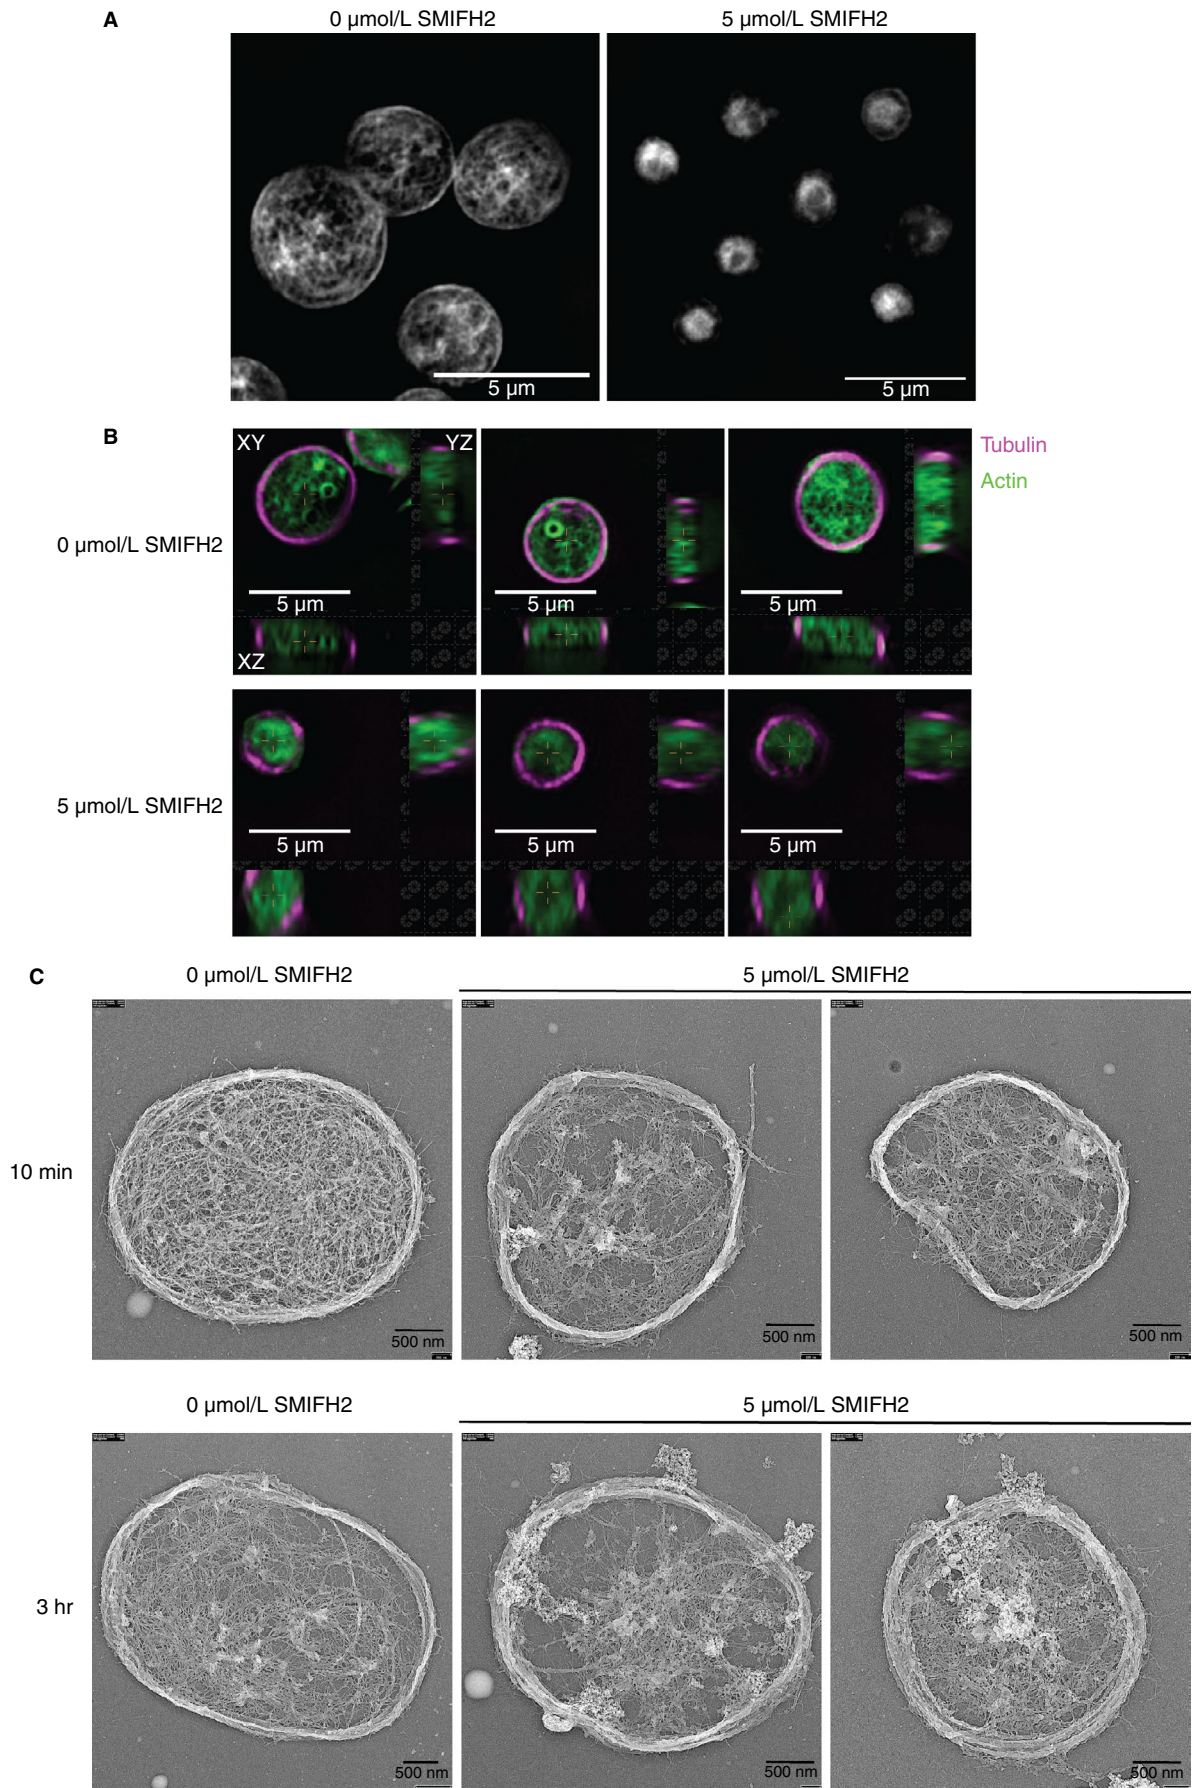 A
0 µmol/L SMIFH2
5 µmol/L SMIFH2
5 µm
5 µm
B
XY
YZ
Tubulin
Actin
0 µmol/L SMIFH2
5 µm
5 µm
5 µm
XZ
5 µmol/L SMIFH2
5 µm
5 µm
5 µm
C
0 µmol/L SMIFH2
5 µmol/L SMIFH2
10 min
500 nm
500 nm
500 nm
0 µmol/L SMIFH2
5 µmol/L SMIFH2
3 hr
500 nm
500 nm
500 nm